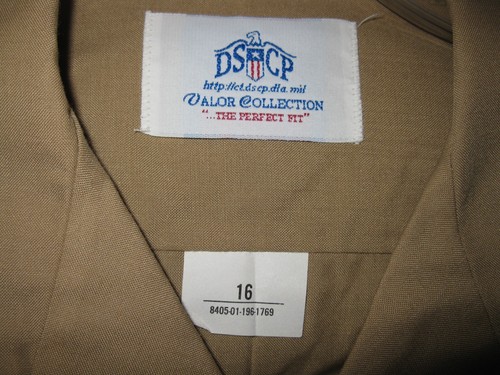 DSCP
http://ct.dscp.dla.mil
VALOR COLLECTION
"...THE PERFECT FIT"
16
8405-01-196-1769